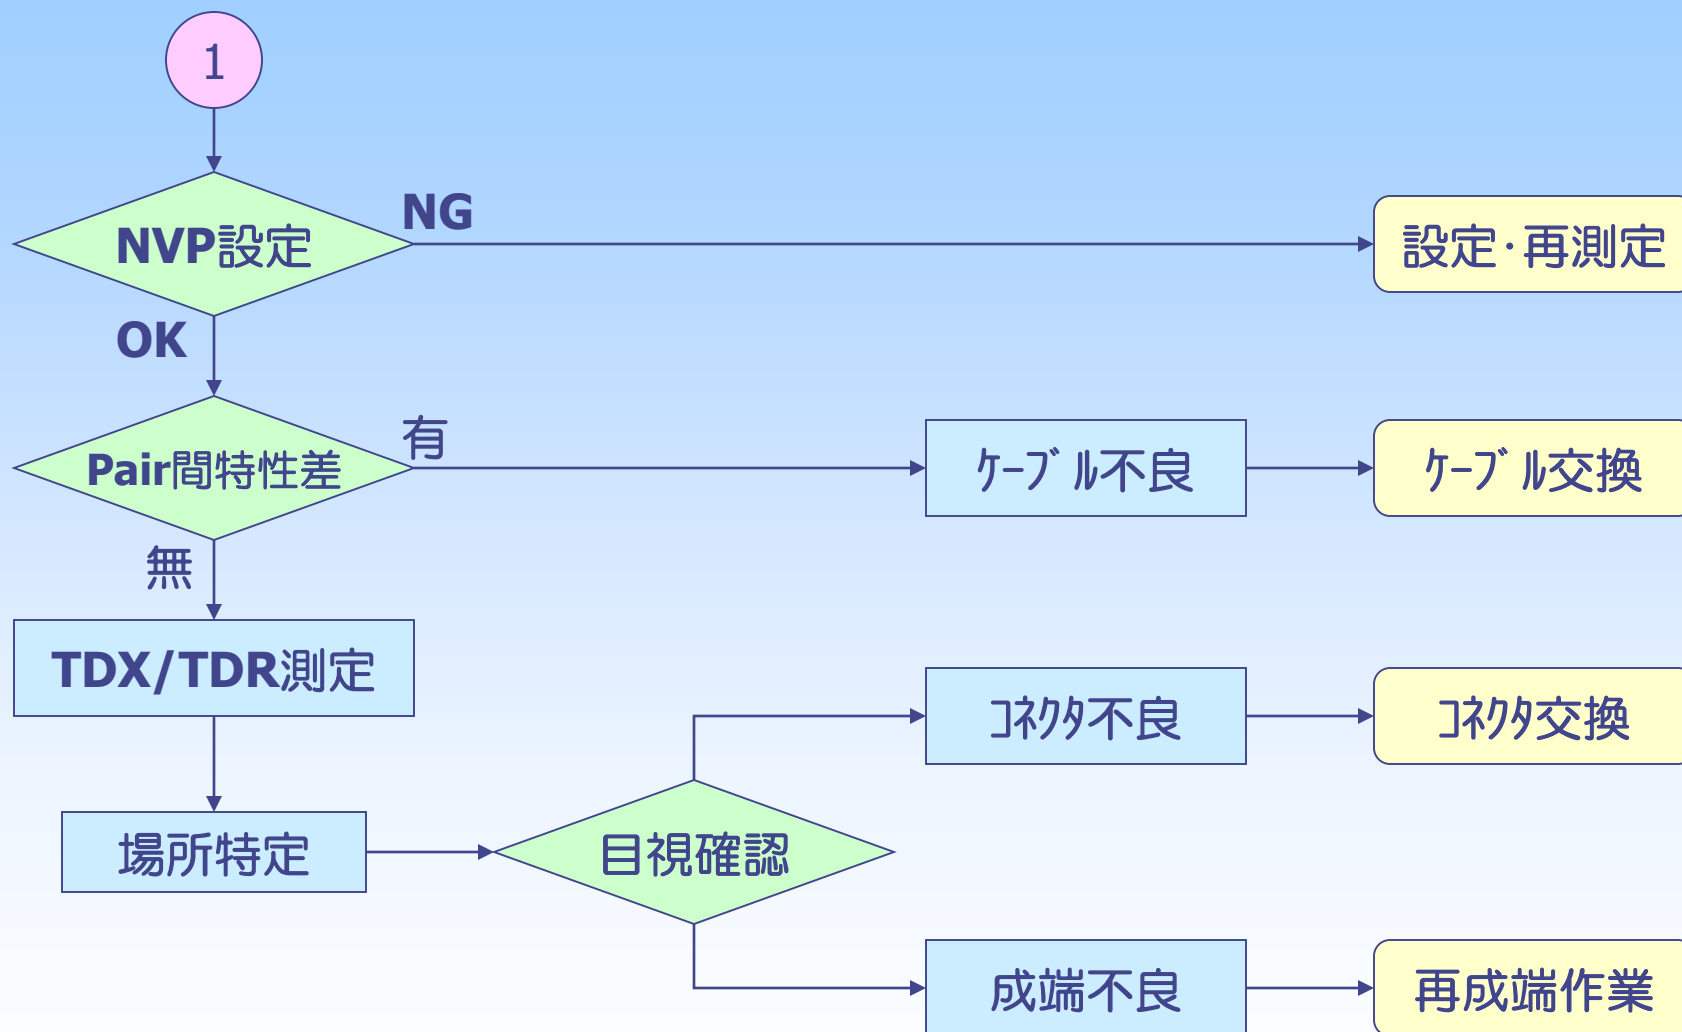 1
NG
NVP設定
設定･再測定
OK
有
Pair間特性差
ｹｰﾌﾞﾙ不良
ｹｰﾌﾞﾙ交換
無
TDX/TDR測定
ｺﾈｸﾀ不良
ｺﾈｸﾀ交換
場所特定
目視確認
成端不良
再成端作業